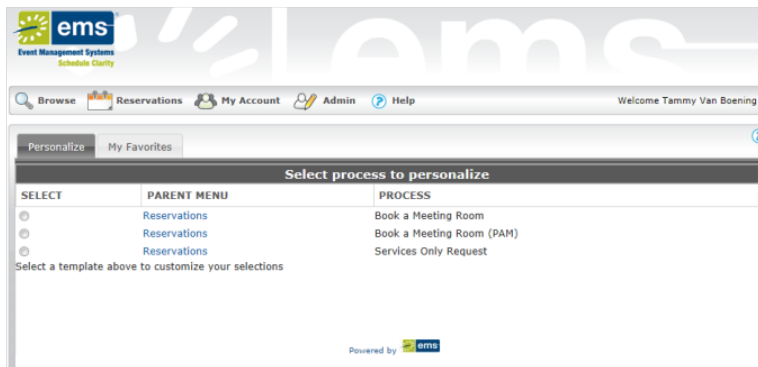 ems
Event Management Systems
Schedule Clarity
Browse Reservations My Account Admin ? Help Welcome Tammy Van Boening
Personalize My Favorites
Select process to personalize
SELECT PARENT MENU PROCESS
Reservations Book a Meeting Room
Reservations Book a Meeting Room (PAM)
Reservations Services Only Request
Select a template above to customize your selections
Powered by ems